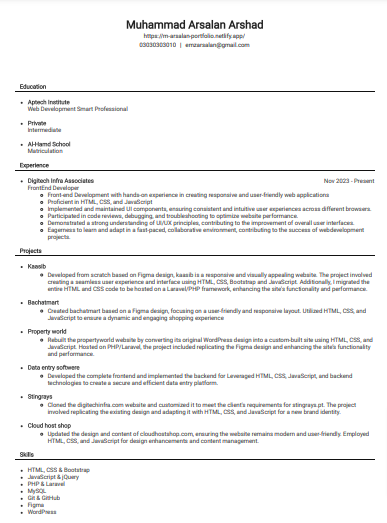 Muhammad Arsalan Arshad
https://m-arsalan-portfolio.netlify.app/
03030303010 | emzarsalan@gmail.com
Education
Aptech Institute
Web Development Smart Professional
Private
Intermediate
Al-Hamd School
Matriculation
Experience
Digitech Infra Associates Nov 2023 - Present
FrontEnd Developer
Front-end Development with hands-on experience in creating responsive and user-friendly web applications
Proficient in HTML, CSS, and JavaScript
Implemented and maintained UI components, ensuring consistent and intuitive user experiences across different browsers.
Participated in code reviews, debugging, and troubleshooting to optimize website performance.
Demonstrated a strong understanding of UI/UX principles, contributing to the improvement of overall user interfaces.
Eagerness to learn and adapt in a fast-paced, collaborative environment, contributing to the success of webdevelopment
projects.
Projects
Kaasib
Developed from scratch based on Figma design, kaasib is a responsive and visually appealing website. The project involved
creating a seamless user experience and interface using HTML, CSS, Bootstrap and JavaScript. Additionally, I migrated the
entire HTML and CSS code to be hosted on a Laravel/PHP framework, enhancing the site's functionality and performance.
Bachatmart
Created bachatmart based on a Figma design, focusing on a user-friendly and responsive layout. Utilized HTML, CSS, and
JavaScript to ensure a dynamic and engaging shopping experience
Property world
Rebuilt the propertyworld website by converting its original WordPress design into a custom-built site using HTML, CSS, and
JavaScript. Hosted on PHP/Laravel, the project included replicating the Figma design and enhancing the site's functionality
and performance.
Data entry softwere
Developed the complete frontend and implemented the backend for Leveraged HTML, CSS, JavaScript, and backend
technologies to create a secure and efficient data entry platform.
Stingrays
Cloned the digitechinfra.com website and customized it to meet the client's requirements for stingrays.pt. The project
involved replicating the existing design and adapting it with HTML, CSS, and JavaScript for a new brand identity.
Cloud host shop
Updated the design and content of cloudhostshop.com, ensuring the website remains modern and user-friendly. Employed
HTML, CSS, and JavaScript for design enhancements and content management.
Skills
HTML, CSS & Bootstrap
JavaScript & jQuery
PHP & Laravel
MySQL
Git & GitHub
Figma
WordPress